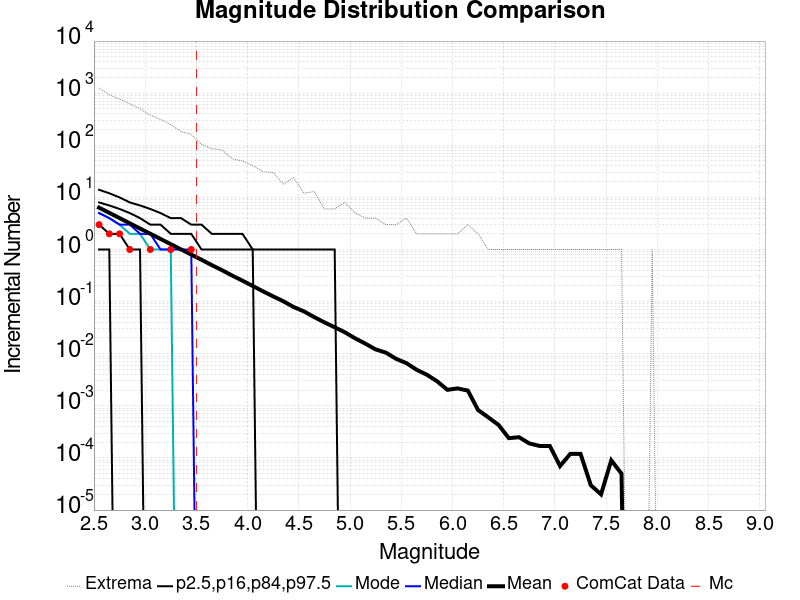 Magnitude Distribution Comparison
10 4
10 3
10 2
10 1
10 0
10 -1
10 -2
10 -3
10 -4
10 -5
Incremental Number
2.5 3.0 3.5 4.0 4.5 5.0 5.5 6.0 6.5 7.0 7.5 8.0 8.5 9.0
Magnitude
Extrema p2.5,p16,p84,p97.5 Mode Median Mean ComCat Data Mc